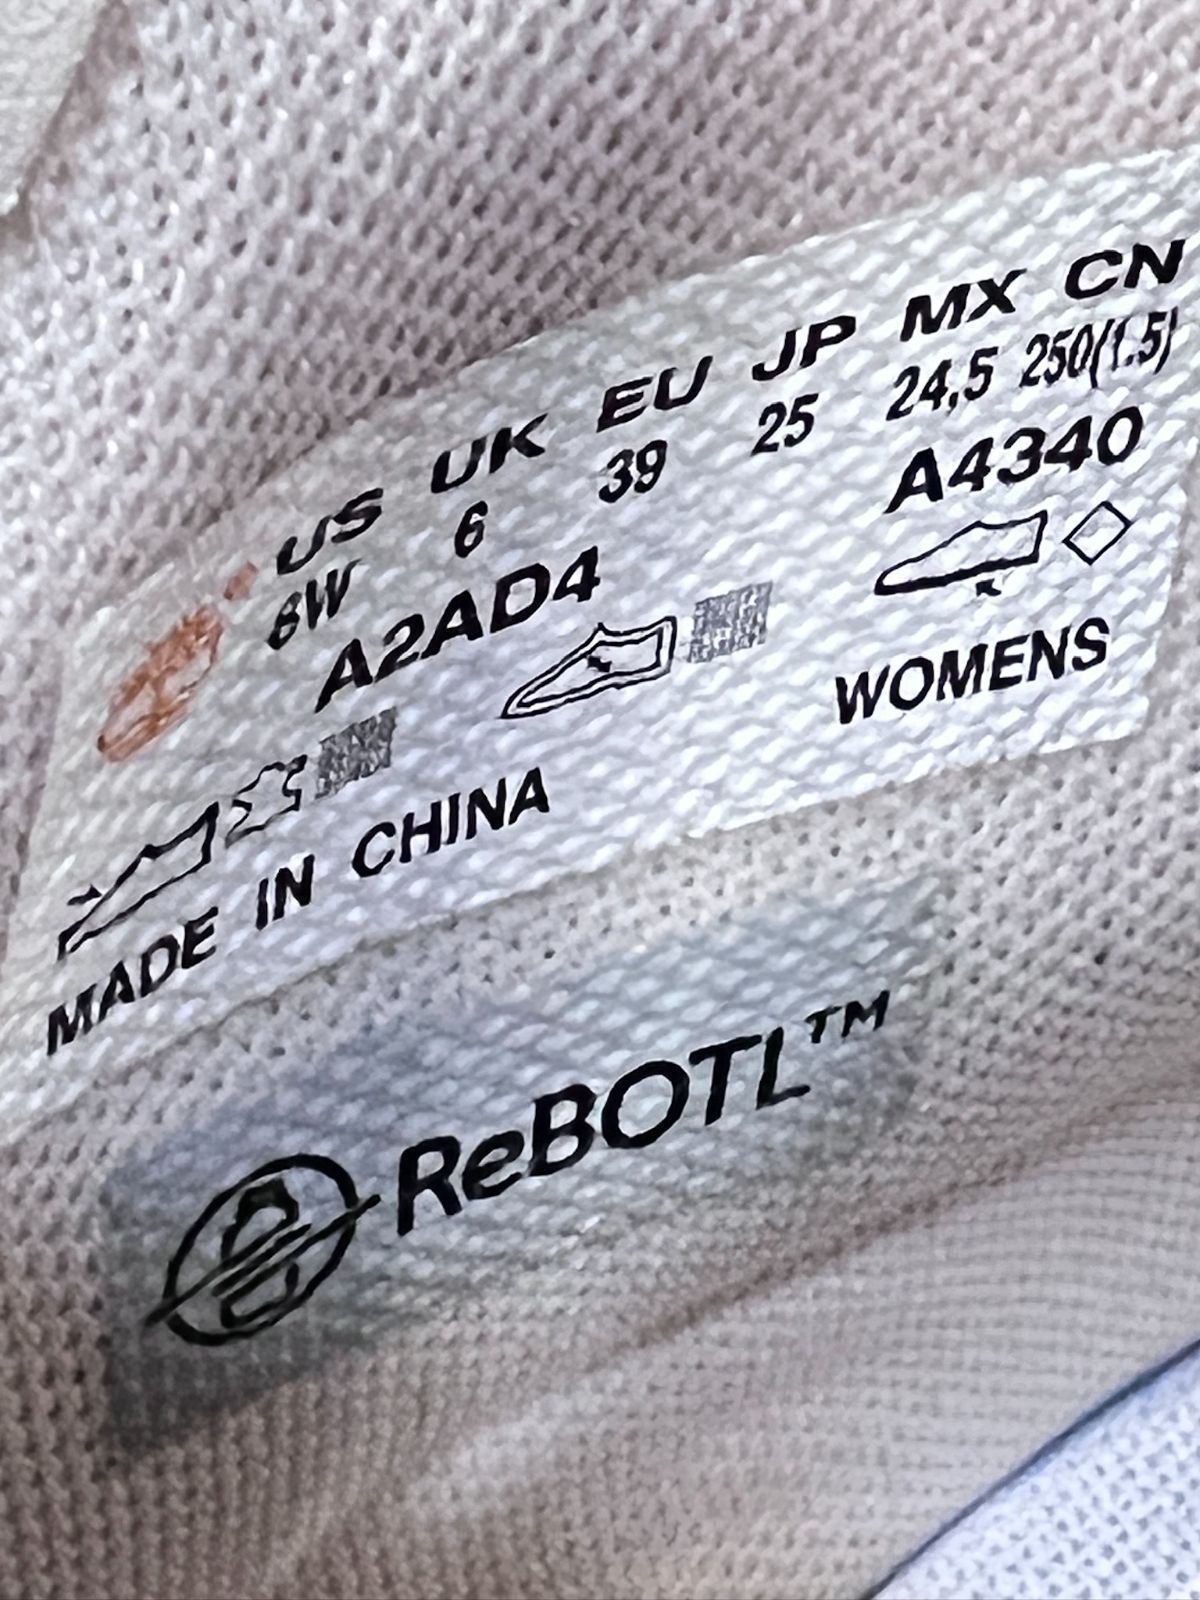 US UK EU JP MX CN
8W 6 39 25 24,5 250(1.5)
A2AD4 A4340
WOMENS
MADE IN CHINA
ReBOTL™